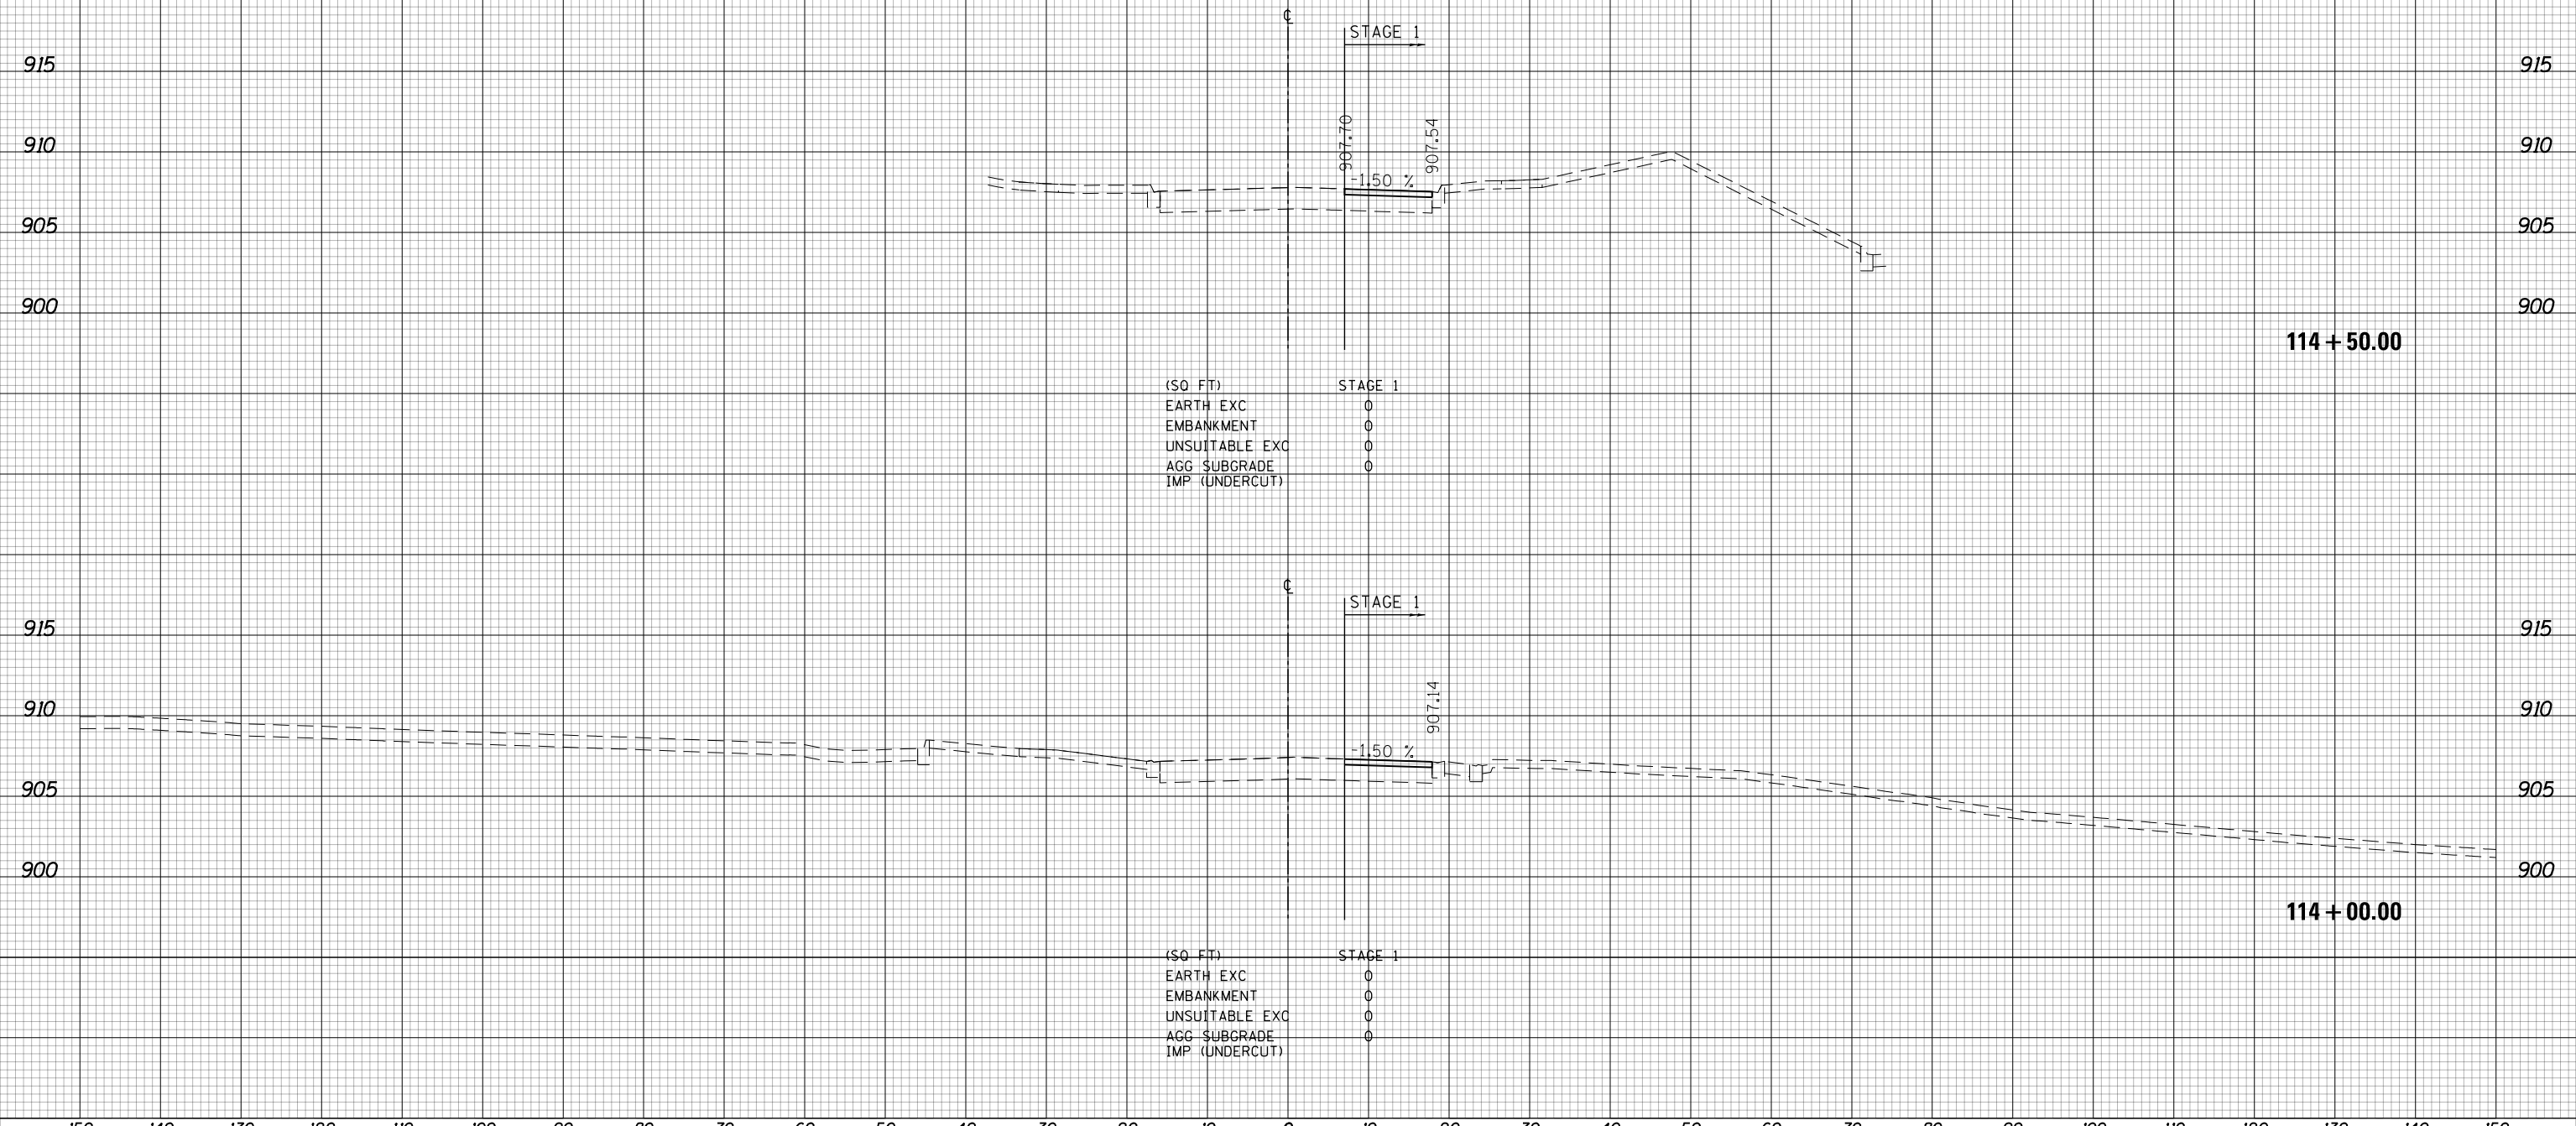 ℄
STAGE 1
915 915
907.70 907.54
910 910
-1.50 %
905 905
900 900
114+50.00
(SQ FT) STAGE 1
EARTH EXC 0
EMBANKMENT 0
UNSUITABLE EXC 0
AGG SUBGRADE 0
IMP (UNDERCUT)
℄
STAGE 1
915 915
907.14
910 910
-1.50 %
905 905
900 900
114+00.00
(SQ FT) STAGE 1
EARTH EXC 0
EMBANKMENT 0
UNSUITABLE EXC 0
AGG SUBGRADE 0
IMP (UNDERCUT)